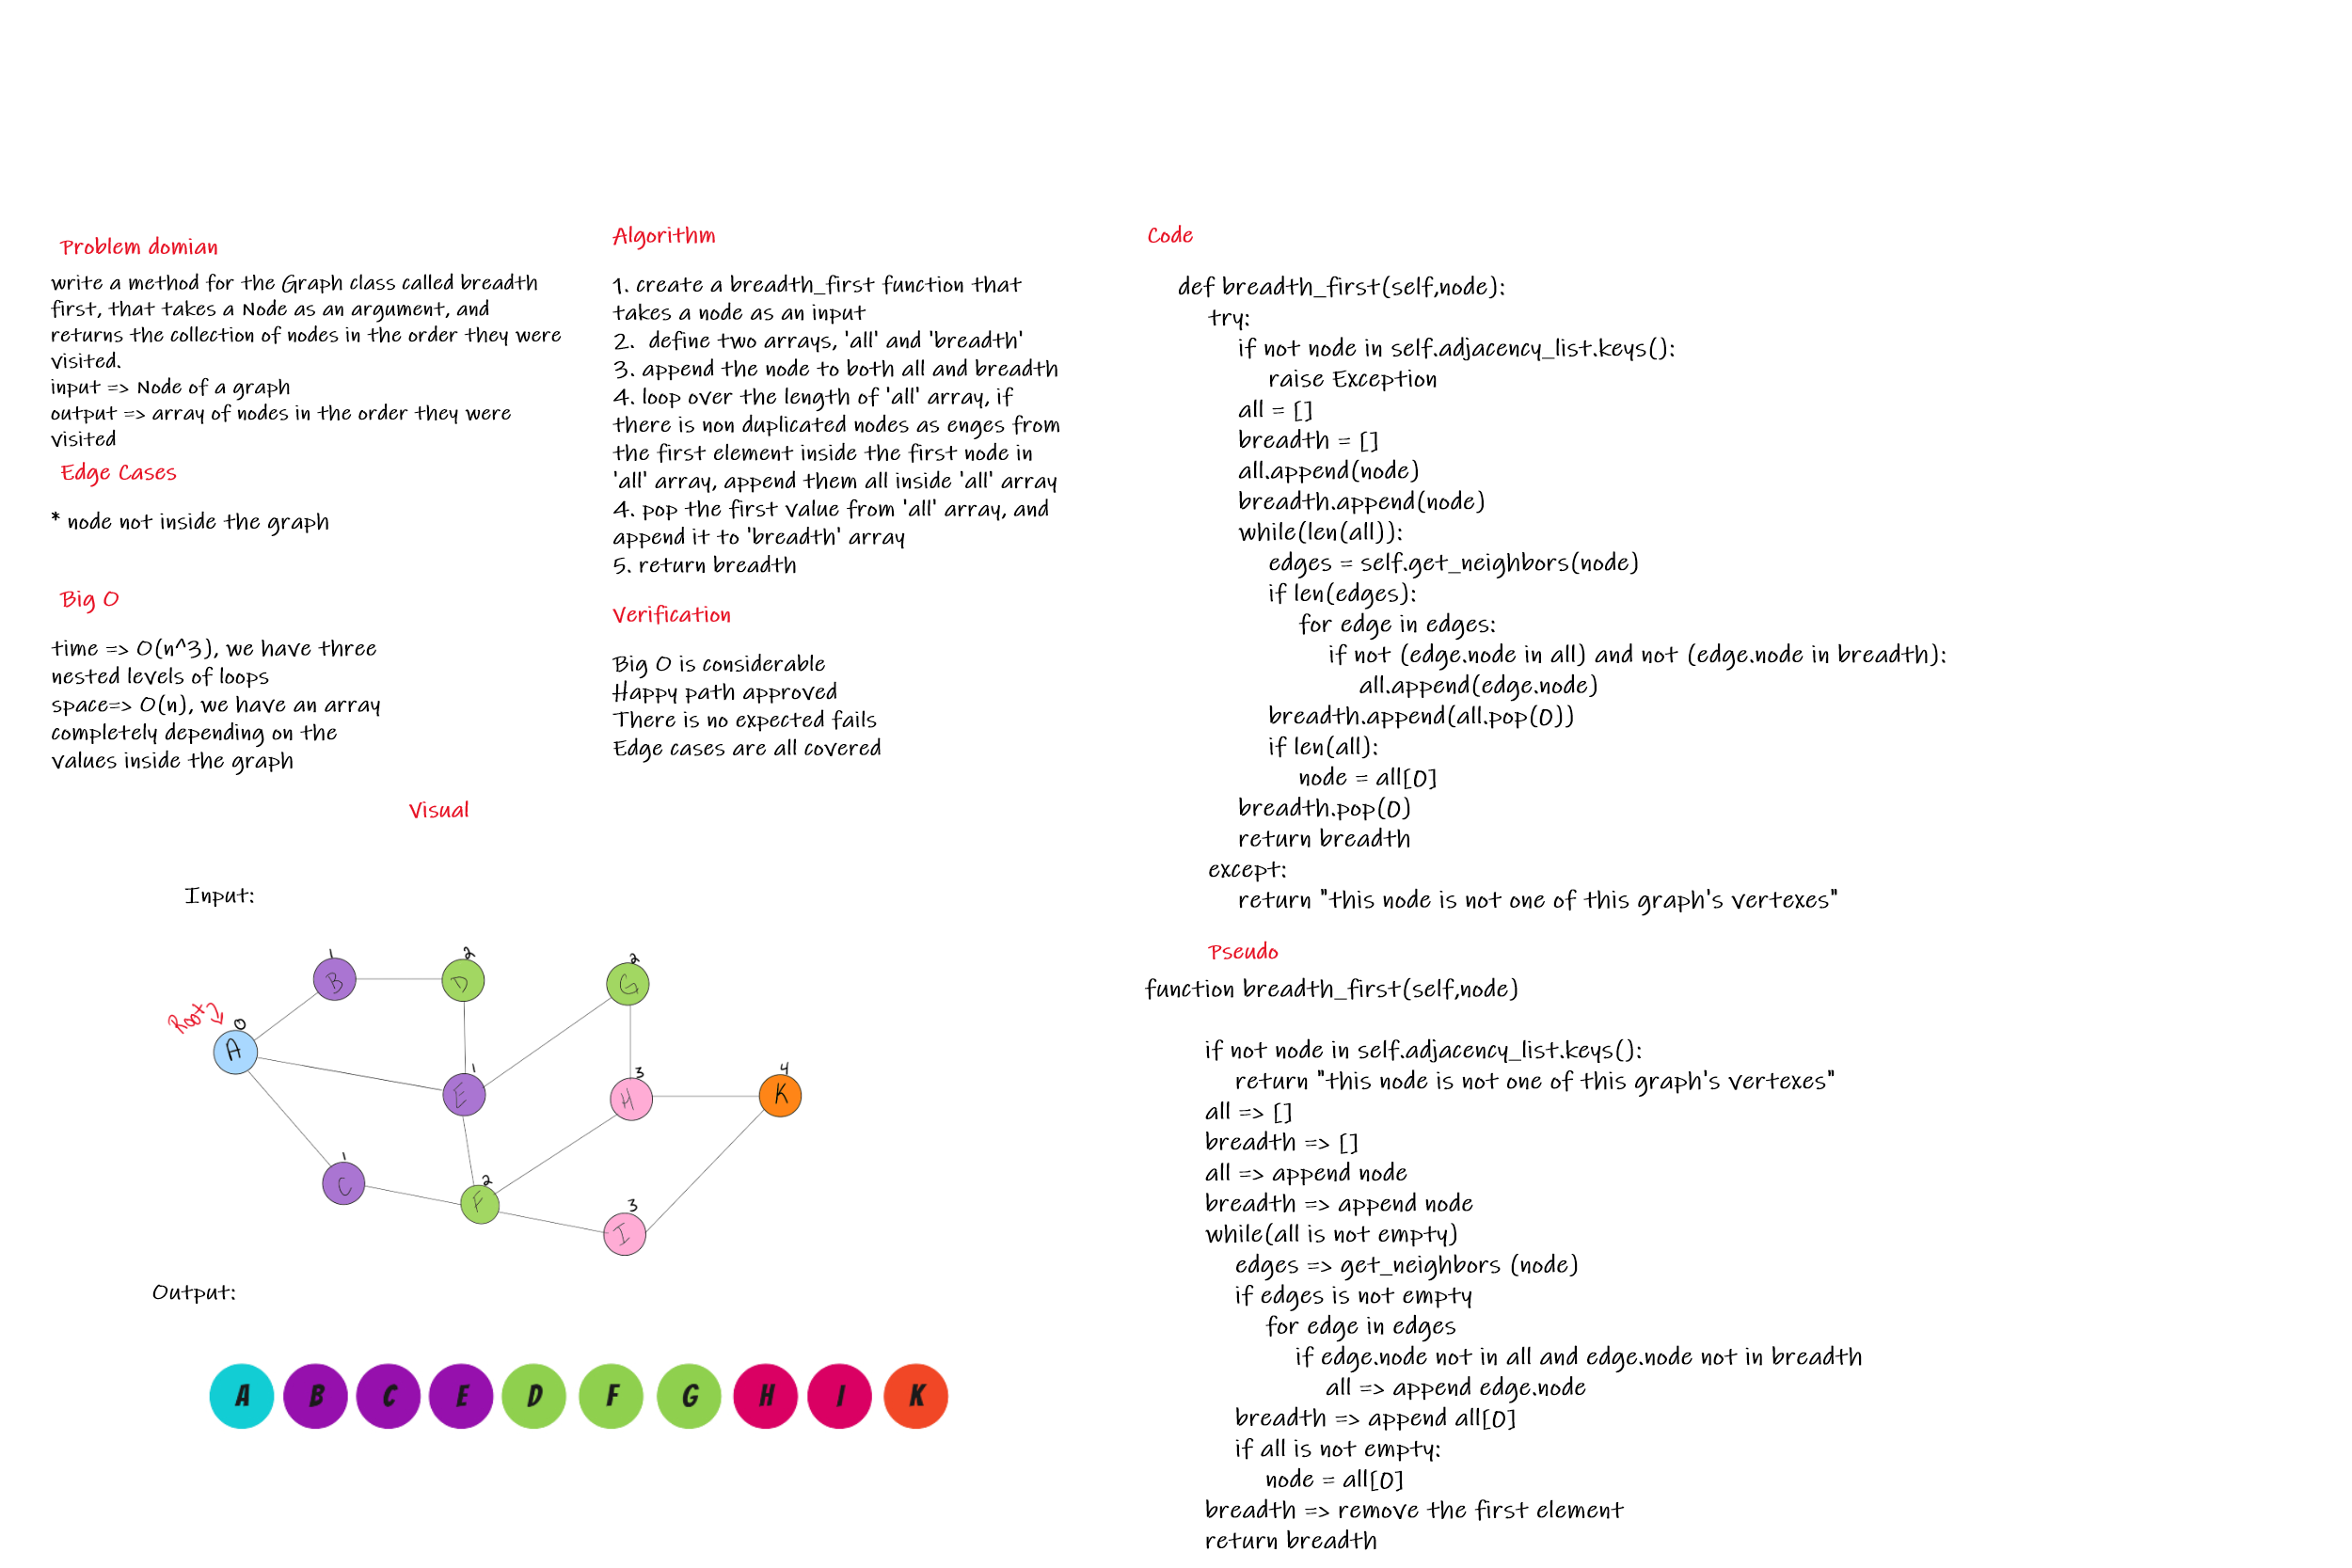 Problem domian
write a method for the Graph class called breadth
first, that takes a Node as an argument, and
returns the collection of nodes in the order they were
visited.
input => Node of a graph
output => array of nodes in the order they were
visited
Edge Cases
* node not inside the graph
Big O
time => O(n^3), we have three
nested levels of loops
space=> O(n), we have an array
completely depending on the
values inside the graph
Algorithm
1. create a breadth_first function that
takes a node as an input
2. define two arrays, 'all' and 'breadth'
3. append the node to both all and breadth
4. loop over the length of 'all' array, if
there is non duplicated nodes as enges from
the first element inside the first node in
'all' array, append them all inside 'all' array
4. pop the first value from 'all' array, and
append it to 'breadth' array
5. return breadth
Verification
Big O is considerable
Happy path approved
There is no expected fails
Edge cases are all covered
Visual
Input:
Root
0
A
1
B
2
D
2
G
1
E
3
H
4
K
1
C
2
F
3
I
Output:
A B C E D F G H I K
Code
def breadth_first(self,node):
try:
if not node in self.adjacency_list.keys():
raise Exception
all = []
breadth = []
all.append(node)
breadth.append(node)
while(len(all)):
edges = self.get_neighbors(node)
if len(edges):
for edge in edges:
if not (edge.node in all) and not (edge.node in breadth):
all.append(edge.node)
breadth.append(all.pop(0))
if len(all):
node = all[0]
breadth.pop(0)
return breadth
except:
return "this node is not one of this graph's vertexes"
Pseudo
function breadth_first(self,node)
if not node in self.adjacency_list.keys():
return "this node is not one of this graph's vertexes"
all => []
breadth => []
all => append node
breadth => append node
while(all is not empty)
edges => get_neighbors (node)
if edges is not empty
for edge in edges
if edge.node not in all and edge.node not in breadth
all => append edge.node
breadth => append all[0]
if all is not empty:
node = all[0]
breadth => remove the first element
return breadth